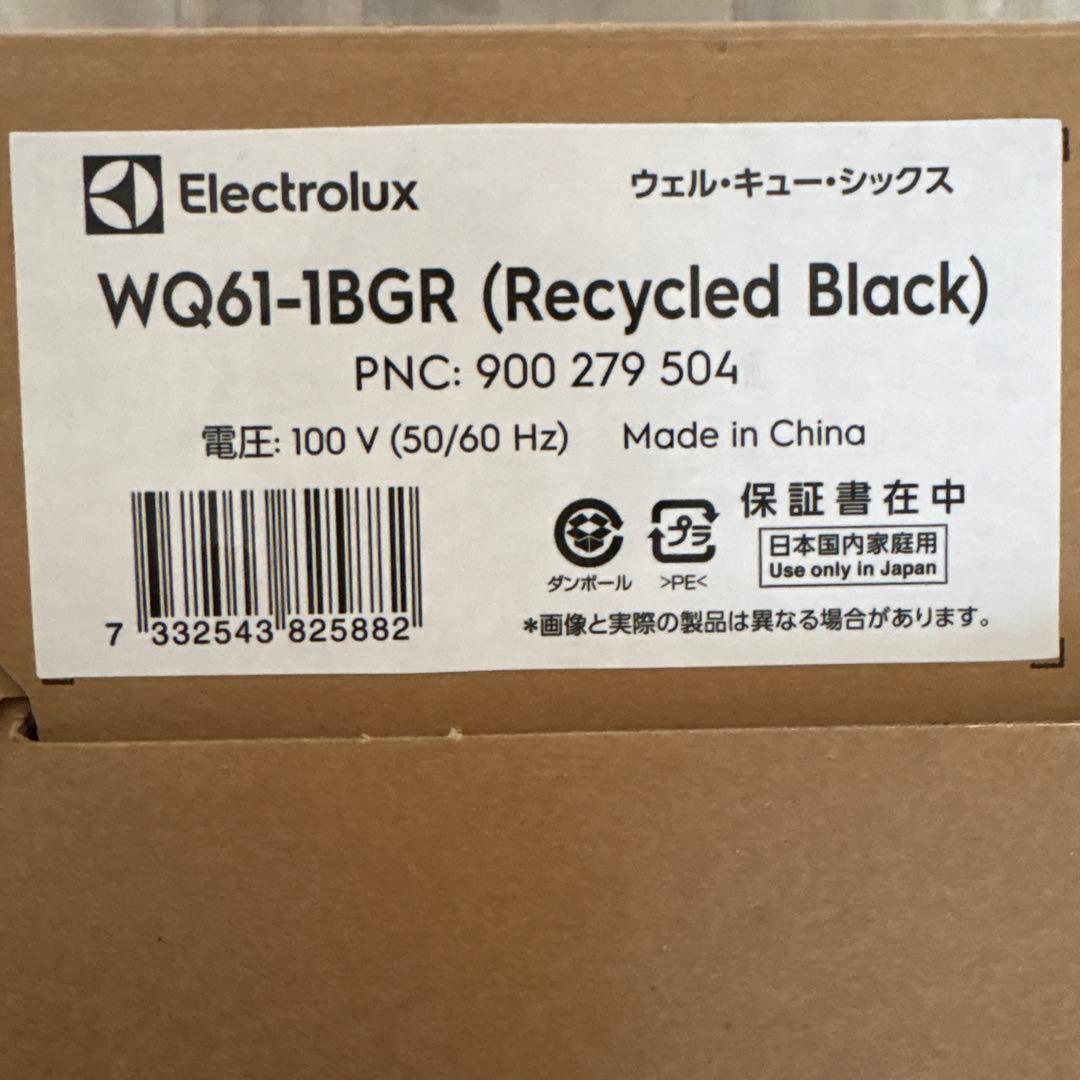 Electrolux
ウェル・キュー・シックス
WQ61-1BGR (Recycled Black)
PNC: 900 279 504
電圧: 100 V (50/60 Hz)
Made in China
保証書在中
プラ
日本国内家庭用
Use only in Japan
ダンボール
>PE<
7 332543 825882
*画像と実際の製品は異なる場合があります。